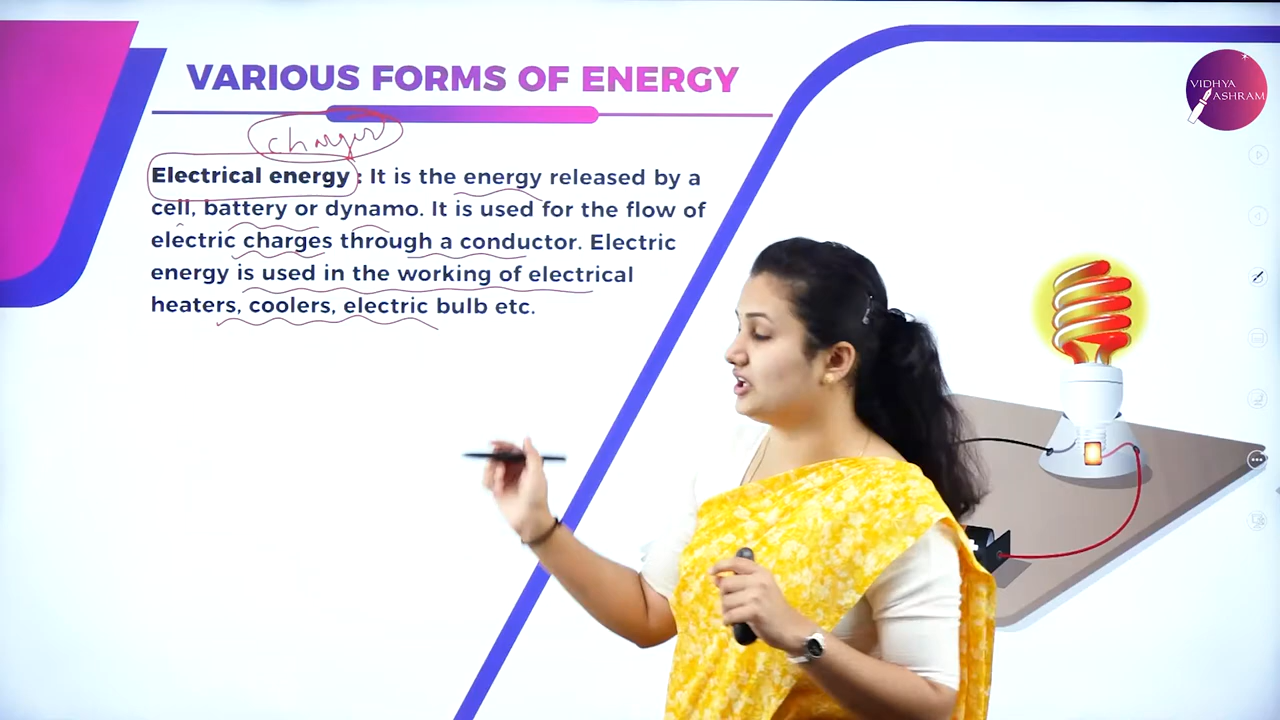 VARIOUS FORMS OF ENERGY
VIDHYA
ASHRAM
charges
Electrical energy : It is the energy released by a
cell, battery or dynamo. It is used for the flow of
electric charges through a conductor. Electric
energy is used in the working of electrical
heaters, coolers, electric bulb etc.